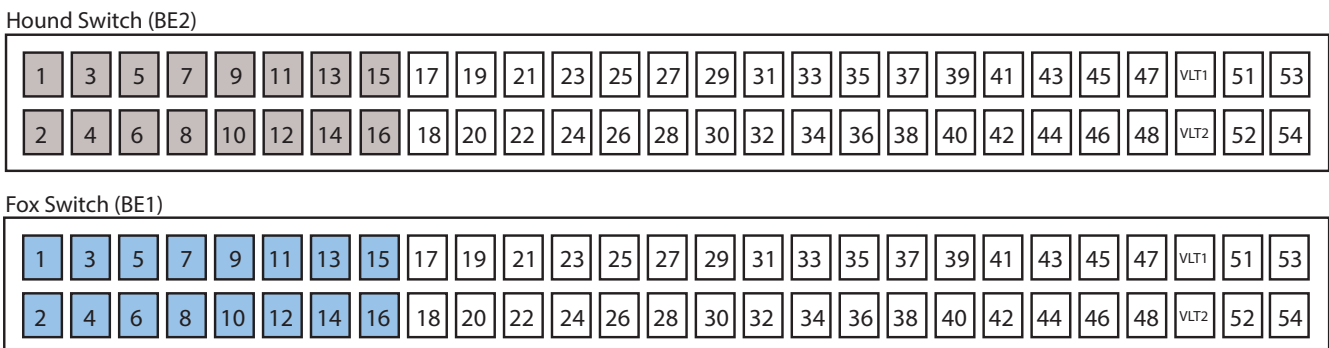 Hound Switch (BE2)
1 3 5 7 9 11 13 15 17 19 21 23 25 27 29 31 33 35 37 39 41 43 45 47 VLT1 51 53
2 4 6 8 10 12 14 16 18 20 22 24 26 28 30 32 34 36 38 40 42 44 46 48 VLT2 52 54
Fox Switch (BE1)
1 3 5 7 9 11 13 15 17 19 21 23 25 27 29 31 33 35 37 39 41 43 45 47 VLT1 51 53
2 4 6 8 10 12 14 16 18 20 22 24 26 28 30 32 34 36 38 40 42 44 46 48 VLT2 52 54